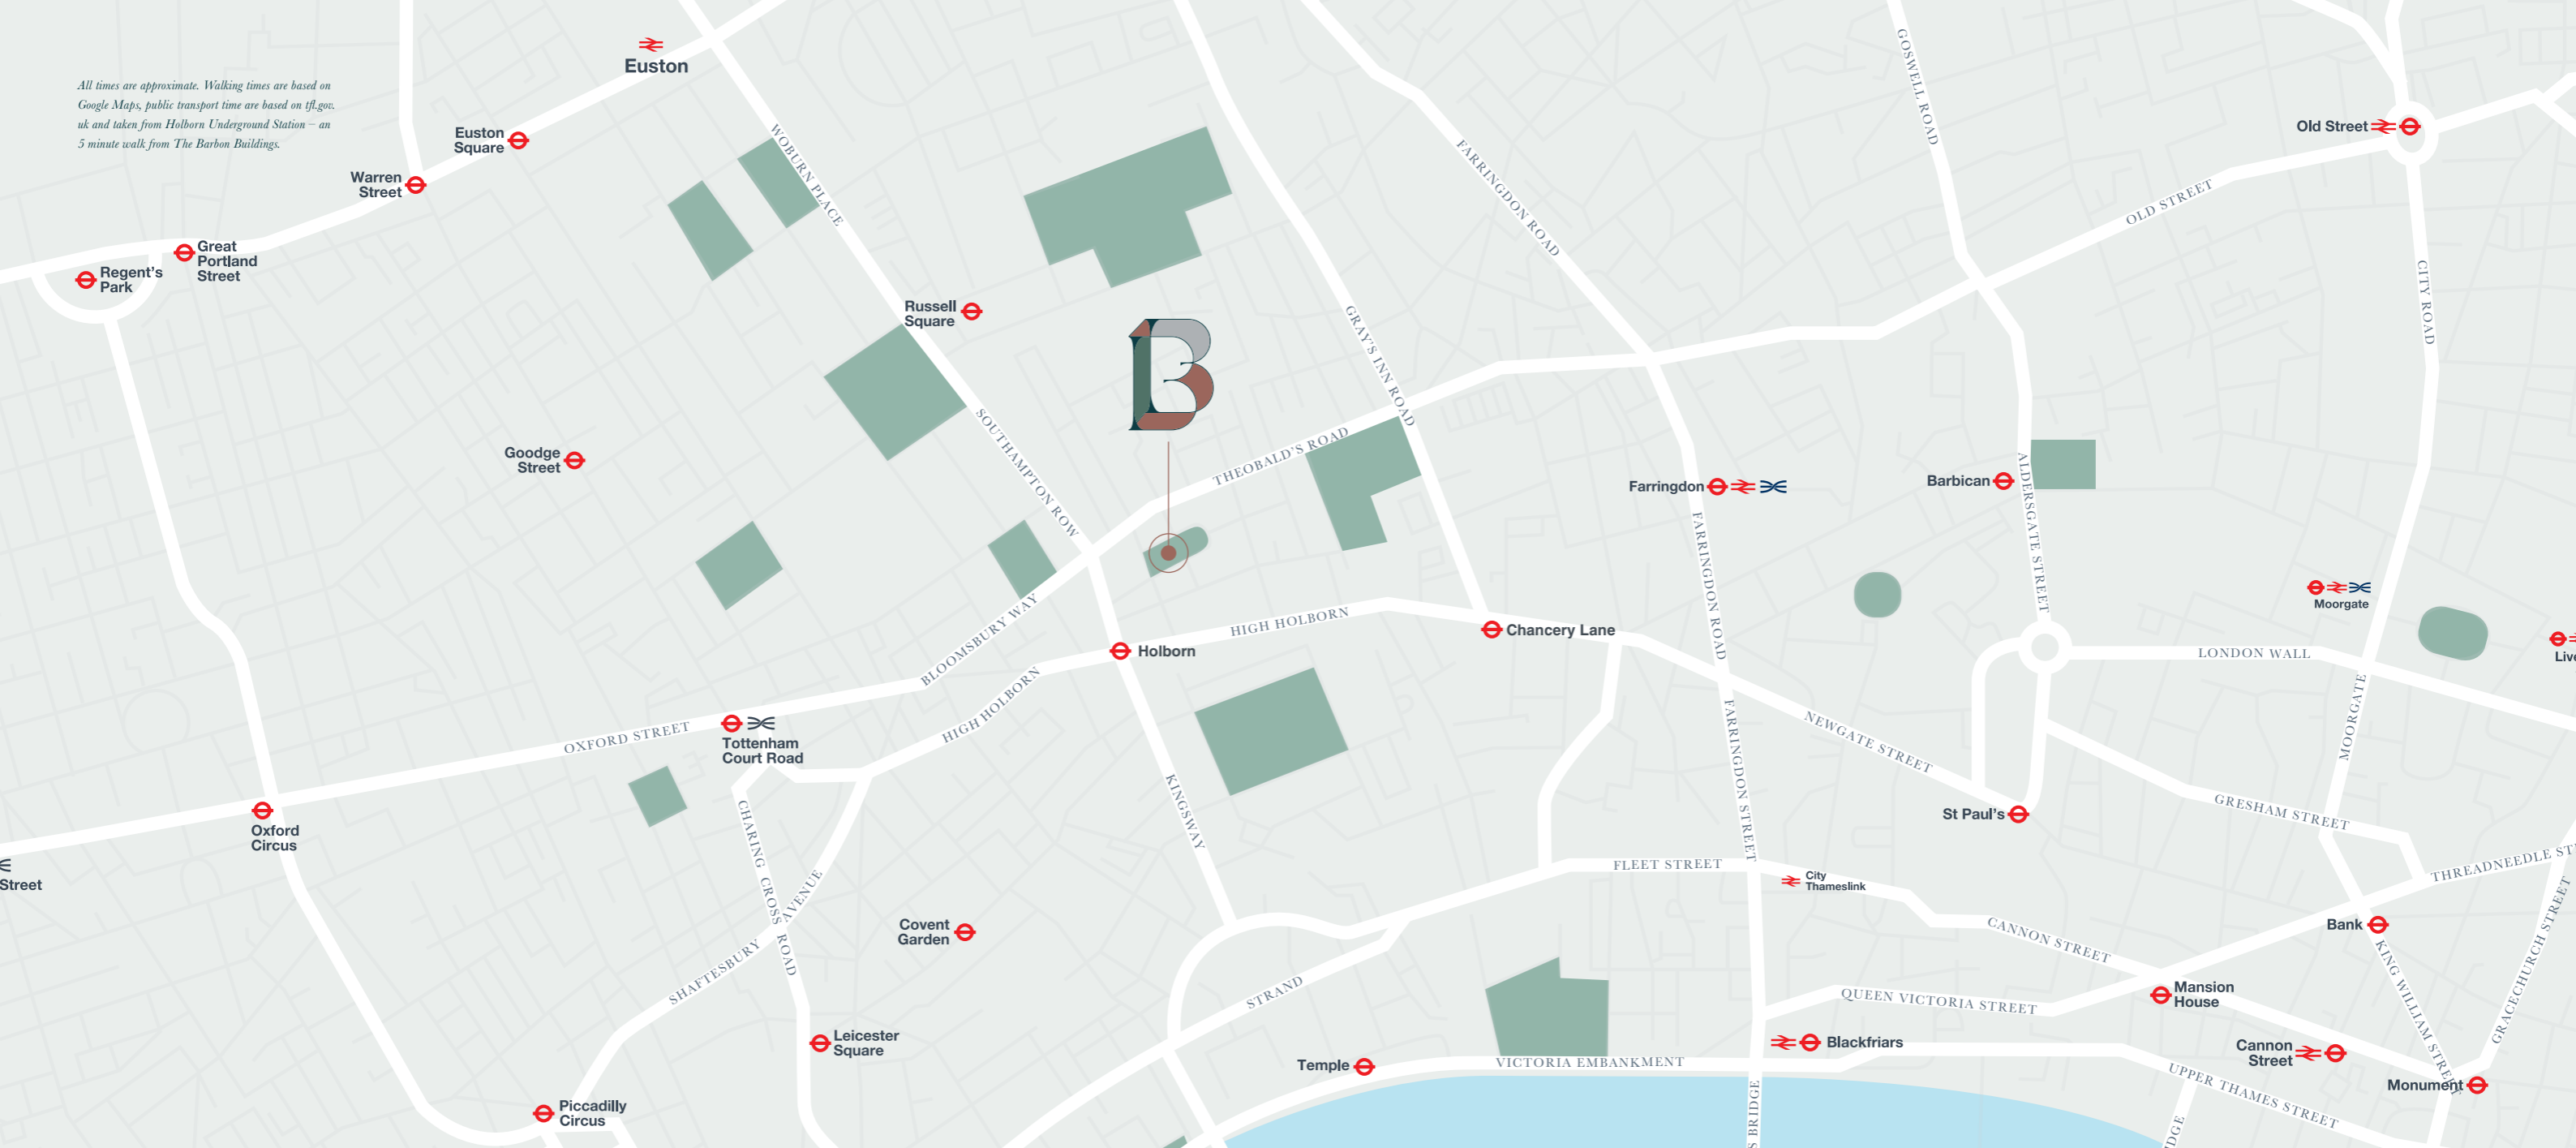 All times are approximate. Walking times are based on
Google Maps, public transport time are based on tfl.gov.
uk and taken from Holborn Underground Station – an
5 minute walk from The Barbon Buildings.
Euston
Euston
Square
Warren
Street
Great
Portland
Street
Regent's
Park
WOBURN PLACE
Russell
Square
B
GOSWELL ROAD
FARRINGDON ROAD
Old Street
OLD STREET
CITY ROAD
GRAY'S INN ROAD
SOUTHAMPTON ROW
THEOBALD'S ROAD
Goodge
Street
Farringdon
Barbican
ALDERSGATE STREET
FARRINGDON ROAD
Moorgate
BLOOMSBURY WAY
HIGH HOLBORN
Chancery Lane
Holborn
LONDON WALL
Live
HIGH HOLBORN
OXFORD STREET
Tottenham
Court Road
NEWGATE STREET
MOORGATE
FARRINGDON STREET
KINGSWAY
Oxford
Circus
CHARING CROSS ROAD
St Paul's
GRESHAM STREET
Street
FLEET STREET
City
Thameslink
THREADNEEDLE ST
SHAFTESBURY AVENUE
Covent
Garden
CANNON STREET
Bank
KING WILLIAM STREET
GRACECHURCH STREET
STRAND
QUEEN VICTORIA STREET
Mansion
House
Leicester
Square
Temple
VICTORIA EMBANKMENT
Blackfriars
Cannon
Street
Monument
UPPER THAMES STREET
Piccadilly
Circus
S BRIDGE
DGE